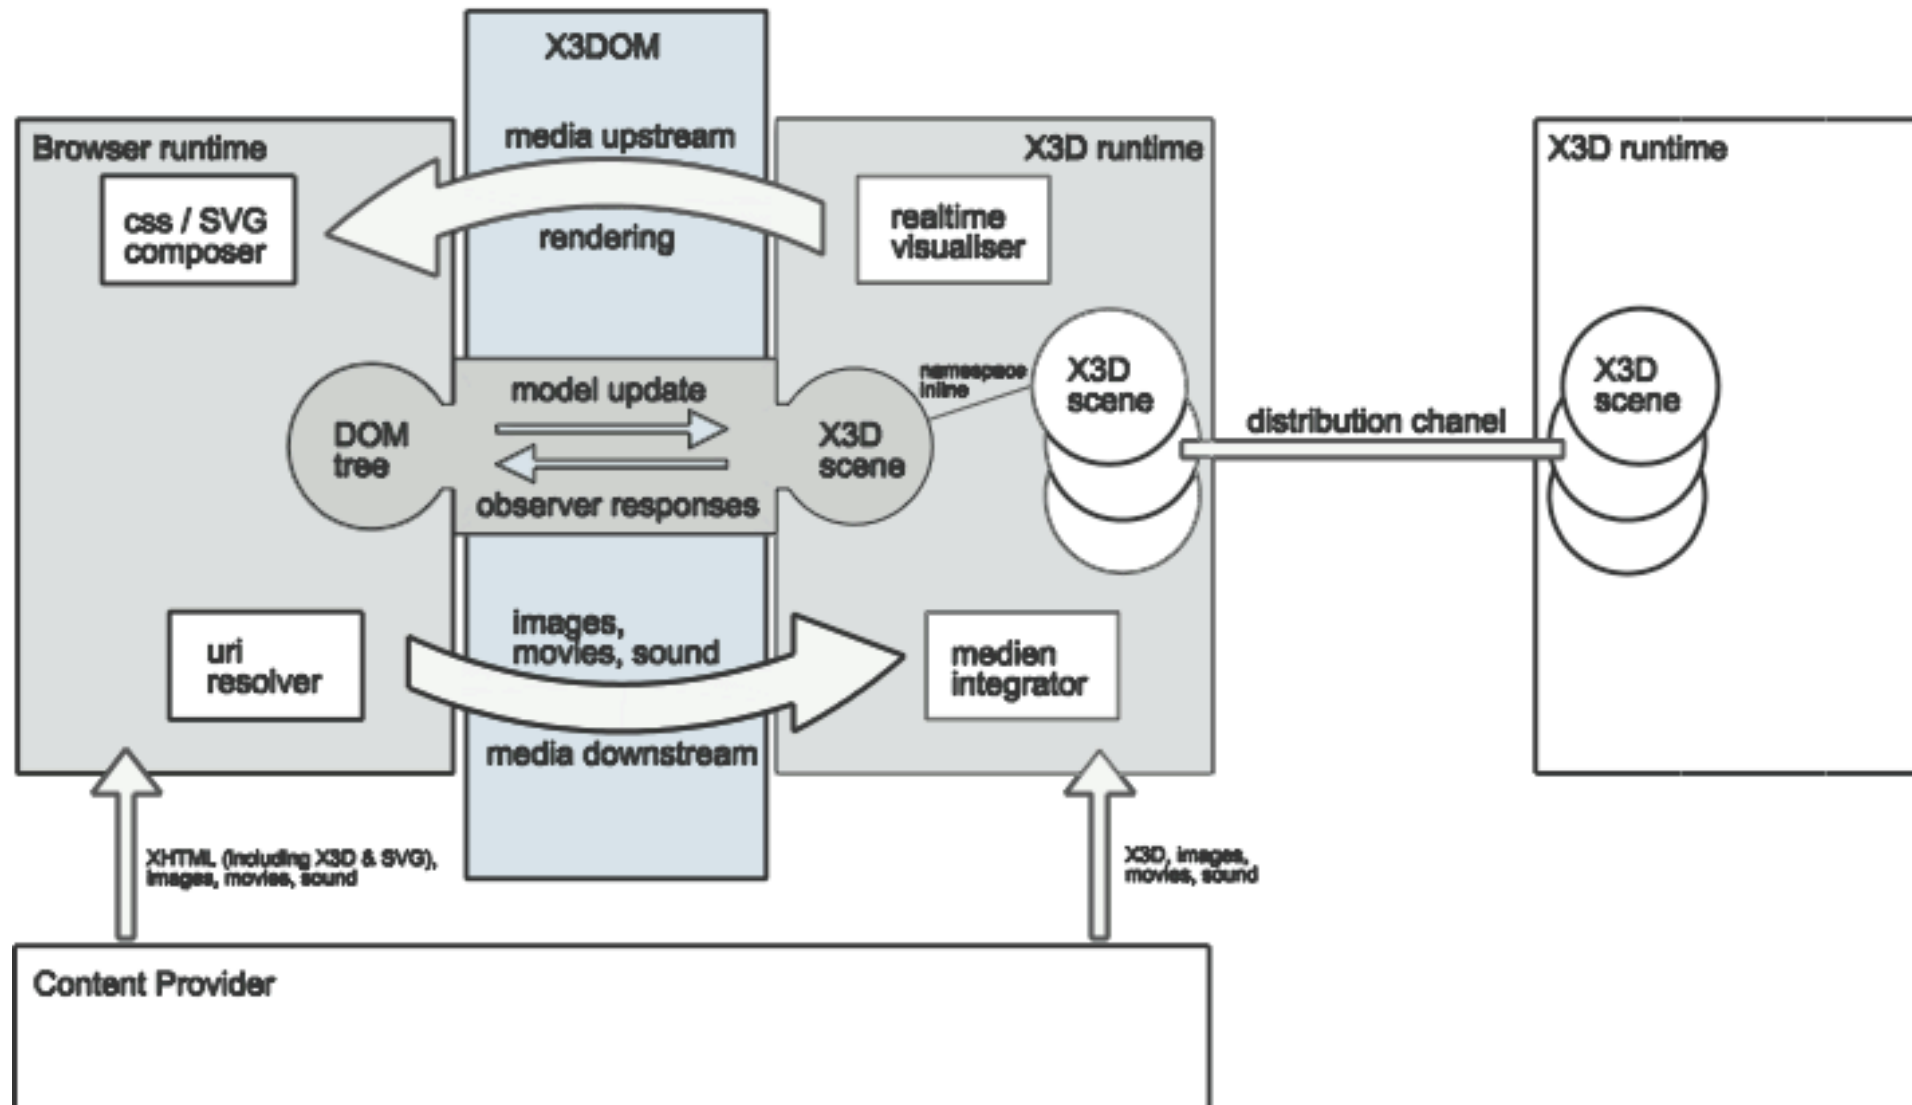 X3DOM
media upstream
Browser runtime
X3D runtime
X3D runtime
css / SVG
composer
rendering
realtime
visualiser
namespace
inline
X3D
scene
X3D
scene
model update
distribution chanel
DOM
tree
X3D
scene
observer responses
images,
movies, sound
uri
resolver
medien
integrator
media downstream
XHTML (including X3D & SVG),
images, movies, sound
X3D, images,
movies, sound
Content Provider